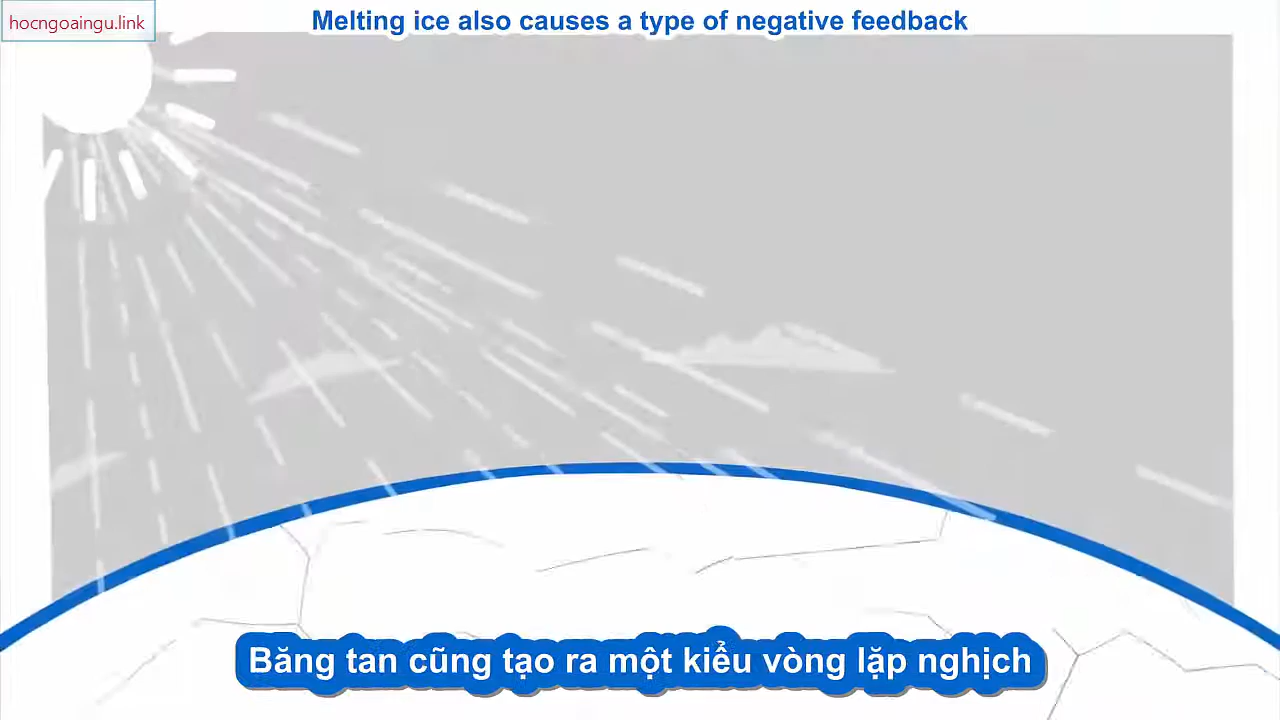 hocngoaingu.link
Melting ice also causes a type of negative feedback
Băng tan cũng tạo ra một kiểu vòng lặp nghịch